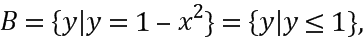 B = {y|y = 1 − x²} = {y|y ≤ 1},